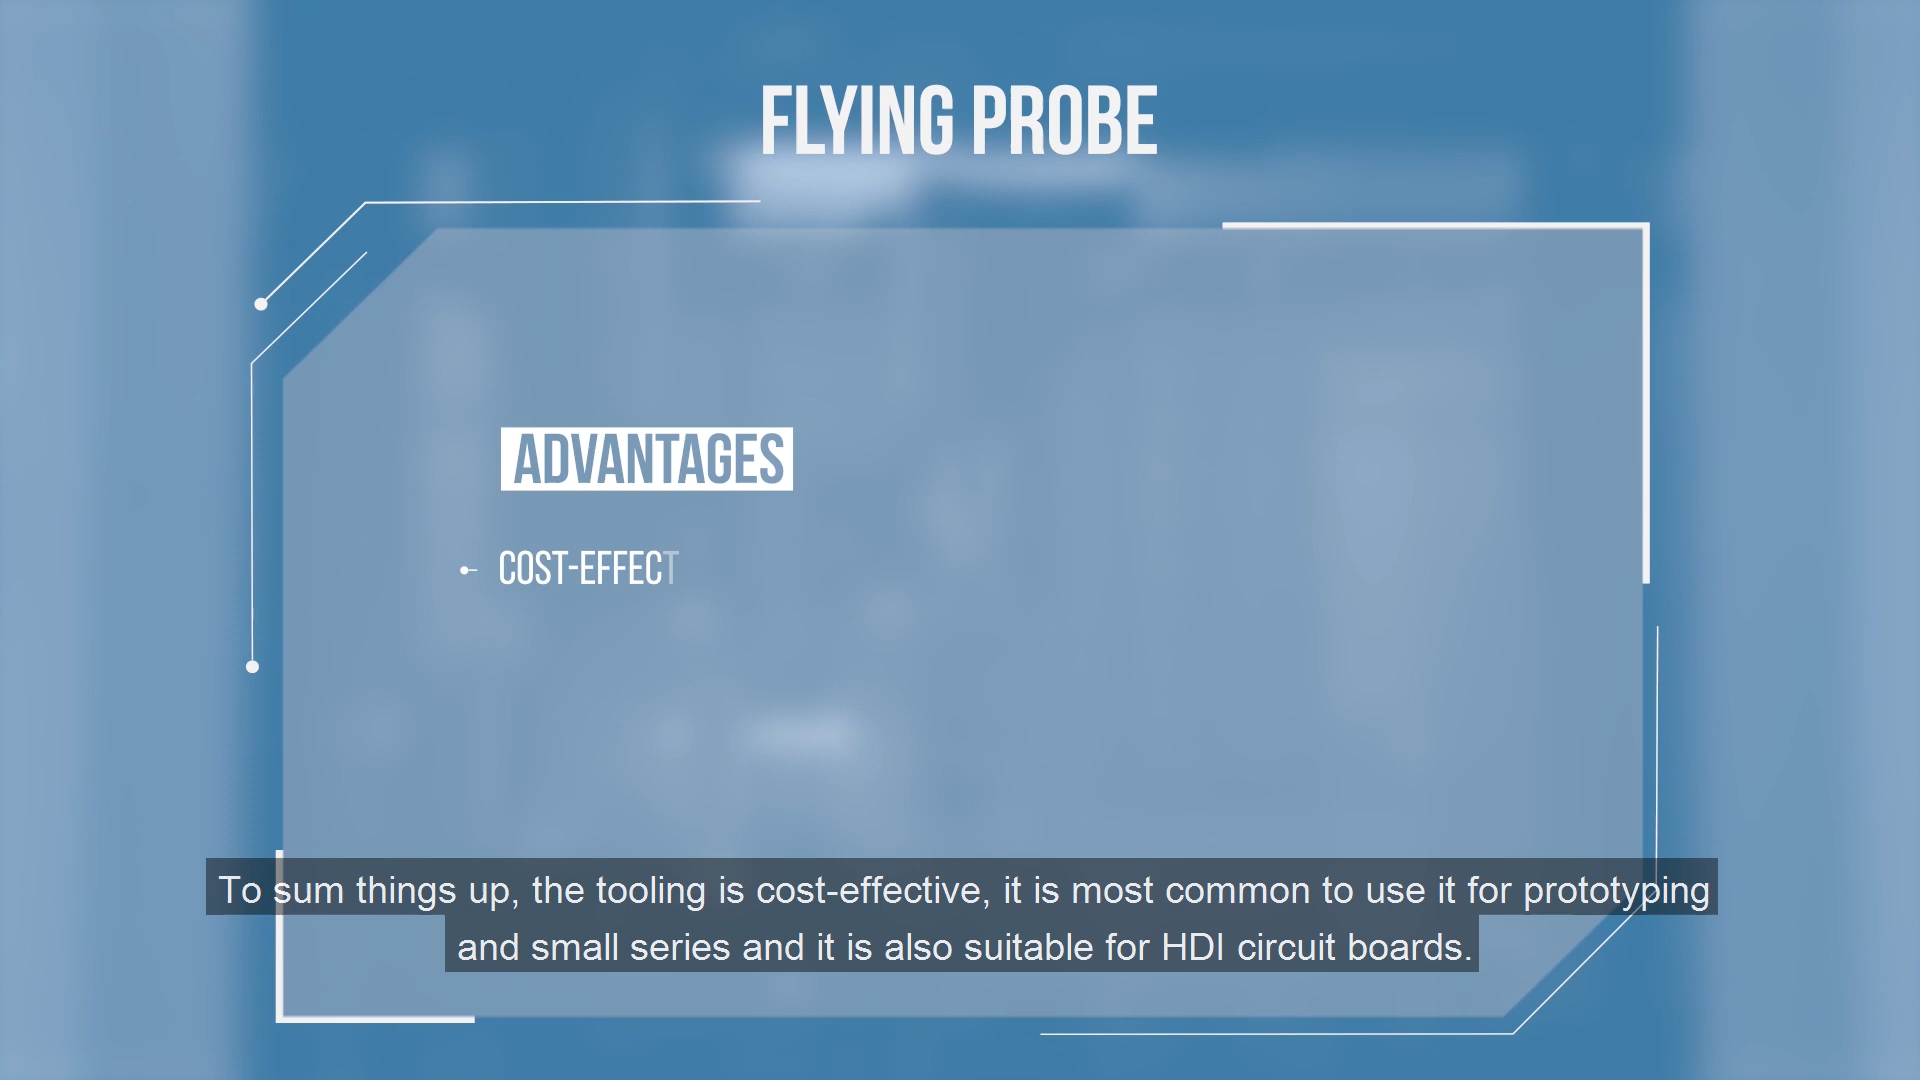 FLYING PROBE
ADVANTAGES
COST-EFFECT
To sum things up, the tooling is cost-effective, it is most common to use it for prototyping
and small series and it is also suitable for HDI circuit boards.